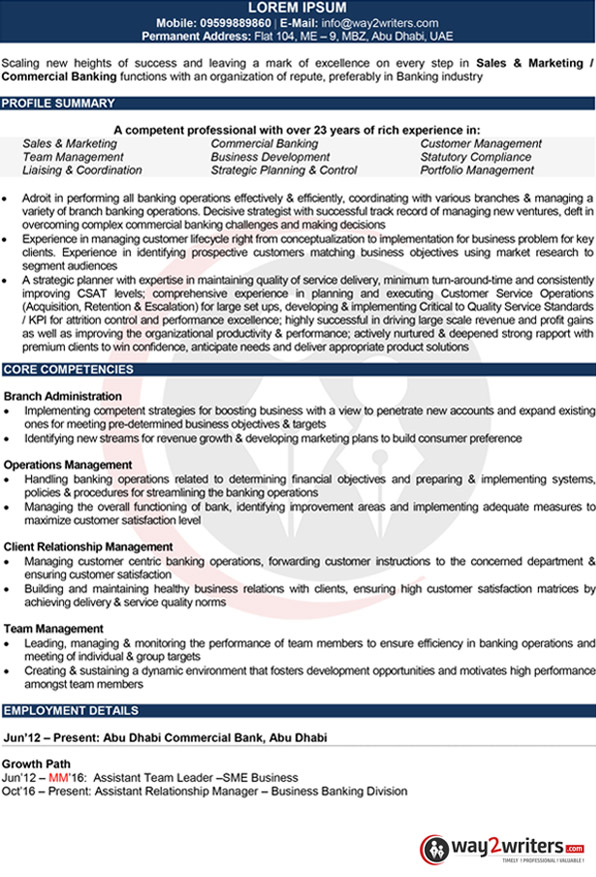 LOREM IPSUM
Mobile: 09599889860 | E-Mail: info@way2writers.com
Permanent Address: Flat 104, ME – 9, MBZ, Abu Dhabi, UAE
Scaling new heights of success and leaving a mark of excellence on every step in Sales & Marketing /
Commercial Banking functions with an organization of repute, preferably in Banking industry
PROFILE SUMMARY
A competent professional with over 23 years of rich experience in:
Sales & Marketing Commercial Banking Customer Management
Team Management Business Development Statutory Compliance
Liaising & Coordination Strategic Planning & Control Portfolio Management
• Adroit in performing all banking operations effectively & efficiently, coordinating with various branches & managing a
variety of branch banking operations. Decisive strategist with successful track record of managing new ventures, deft in
overcoming complex commercial banking challenges and making decisions
• Experience in managing customer lifecycle right from conceptualization to implementation for business problem for key
clients. Experience in identifying prospective customers matching business objectives using market research to
segment audiences
• A strategic planner with expertise in maintaining quality of service delivery, minimum turn-around-time and consistently
improving CSAT levels; comprehensive experience in planning and executing Customer Service Operations
(Acquisition, Retention & Escalation) for large set ups, developing & implementing Critical to Quality Service Standards
/ KPI for attrition control and performance excellence; highly successful in driving large scale revenue and profit gains
as well as improving the organizational productivity & performance; actively nurtured & deepened strong rapport with
premium clients to win confidence, anticipate needs and deliver appropriate product solutions
CORE COMPETENCIES
Branch Administration
• Implementing competent strategies for boosting business with a view to penetrate new accounts and expand existing
ones for meeting pre-determined business objectives & targets
• Identifying new streams for revenue growth & developing marketing plans to build consumer preference
Operations Management
• Handling banking operations related to determining financial objectives and preparing & implementing systems,
policies & procedures for streamlining the banking operations
• Managing the overall functioning of bank, identifying improvement areas and implementing adequate measures to
maximize customer satisfaction level
Client Relationship Management
• Managing customer centric banking operations, forwarding customer instructions to the concerned department &
ensuring customer satisfaction
• Building and maintaining healthy business relations with clients, ensuring high customer satisfaction matrices by
achieving delivery & service quality norms
Team Management
• Leading, managing & monitoring the performance of team members to ensure efficiency in banking operations and
meeting of individual & group targets
• Creating & sustaining a dynamic environment that fosters development opportunities and motivates high performance
amongst team members
EMPLOYMENT DETAILS
Jun'12 – Present: Abu Dhabi Commercial Bank, Abu Dhabi
Growth Path
Jun'12 – MM'16: Assistant Team Leader –SME Business
Oct'16 – Present: Assistant Relationship Manager – Business Banking Division
way2writers.com
TIMELY ! PROFESSIONAL ! VALUABLE !